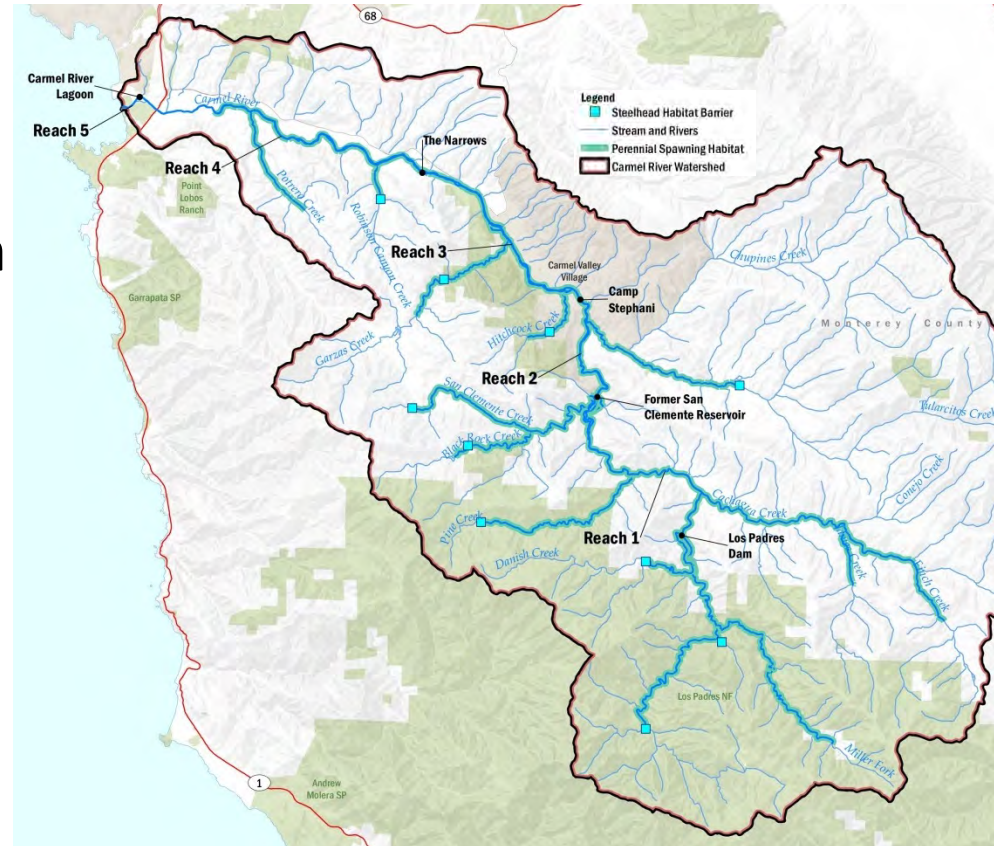 68
Carmel River
Lagoon
Reach 5
Carmel River
Legend
Steelhead Habitat Barrier
Stream and Rivers
Perennial Spawning Habitat
Carmel River Watershed
The Narrows
Reach 4
Potrero Creek
Point
Lobos
Ranch
Robinson Canyon Creek
Reach 3
Chupines Creek
Carmel Valley
Village
Camp
Stephani
Garrapata SP
Monterey County
Hitchcock Creek
Garzas Creek
Reach 2
San Clemente Creek
Former San
Clemente Reservoir
Tularcitos Creek
Black Rock Creek
Conejo Creek
Cachagua Creek
Pine Creek
Reach 1
Los Padres
Dam
Danish Creek
Creek
Finch Creek
Los Padres NF
Miller Fork
1
Andrew
Molera SP